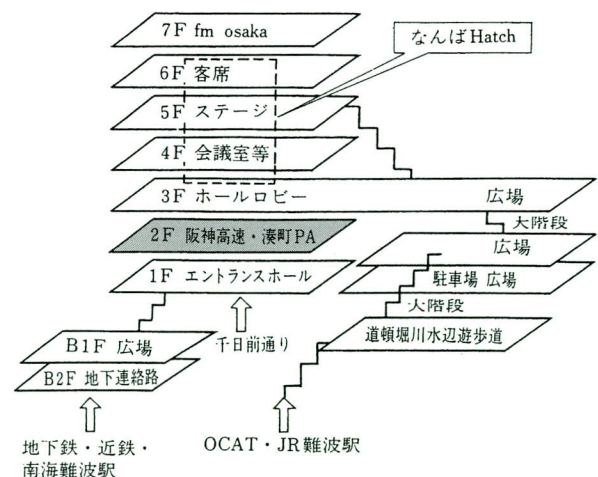 7F fm osaka
なんばHatch
6F 客席
5F ステージ
4F 会議室等
3F ホールロビー
広場
大階段
2F 阪神高速・湊町PA
広場
1F エントランスホール
駐車場 広場
大階段
B1F 広場
千日前通り
道頓堀川水辺遊歩道
B2F 地下連絡路
地下鉄・近鉄・
南海難波駅
OCAT・JR難波駅